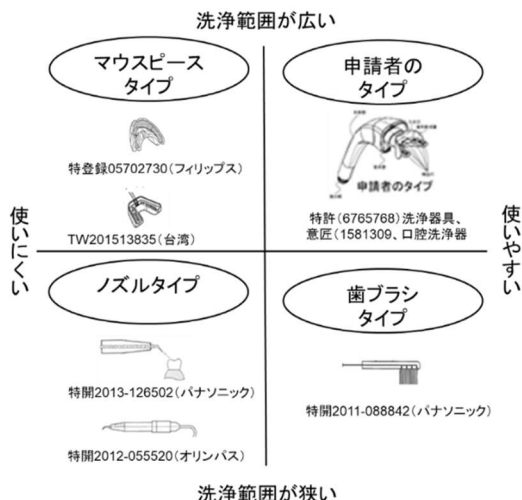 洗浄範囲が広い
マウスピース
タイプ
特登録05702730(フィリップス)
TW201513835(台湾)
申請者の
タイプ
申請者のタイプ
特許(6765768)洗浄器具、
意匠(1581309、口腔洗浄器
使いにくい
使いやすい
ノズルタイプ
特開2013-126502(パナソニック)
特開2012-055520(オリンパス)
歯ブラシ
タイプ
特開2011-088842(パナソニック)
洗浄範囲が狭い